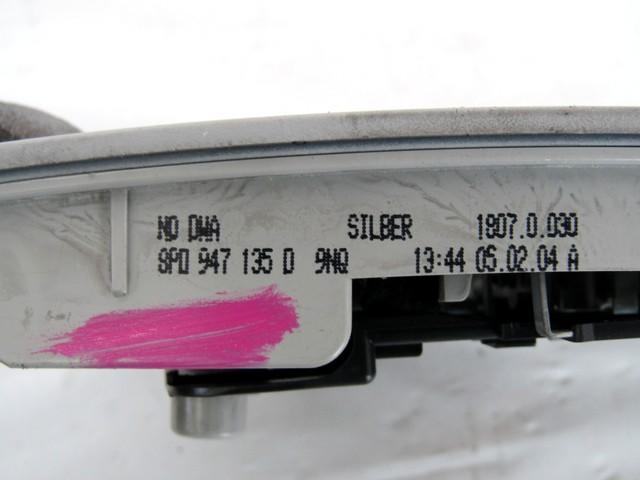 NO DWA SILBER 1807.0.030
8P0 947 135 D 9NQ 13:44 05.02.04 A